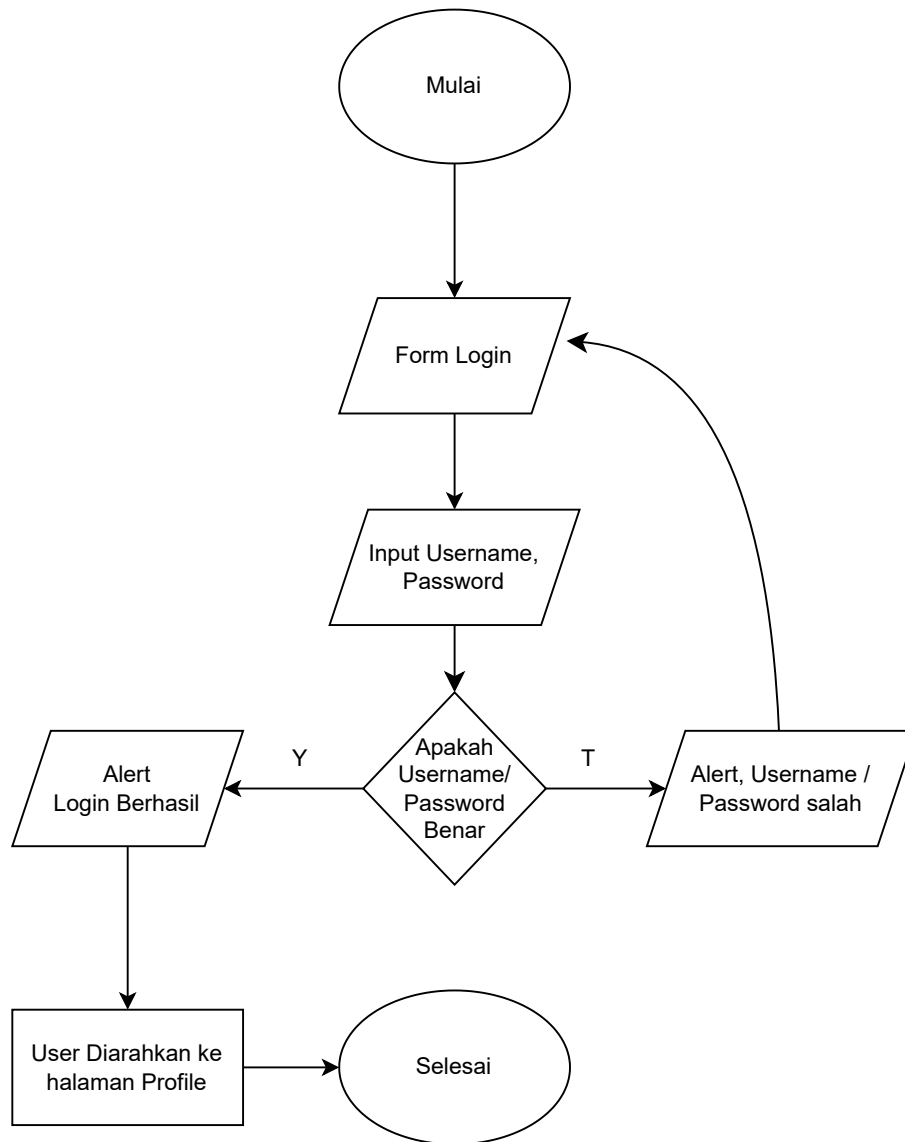 Mulai
Form Login
Input Username,
Password
Apakah
Username/
Password
Benar
Y
T
Alert
Login Berhasil
Alert, Username /
Password salah
User Diarahkan ke
halaman Profile
Selesai